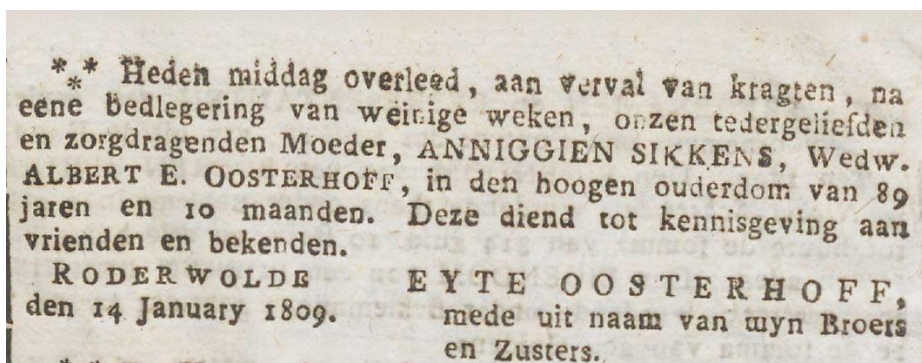 *** Heden middag overleed, aan verval van kragten, na
eene bedlegering van weinige weken, onzen tedergeliefden
en zorgdragenden Moeder, ANNIGGIEN SIKKENS, Wedw.
ALBERT E. OOSTERHOFF, in den hoogen ouderdom van 89
jaren en 10 maanden. Deze diend tot kennisgeving aan
vrienden en bekenden.
RODERWOLDE EYTE OOSTERHOFF,
den 14 January 1809. mede uit naam van myn Broers
en Zusters.